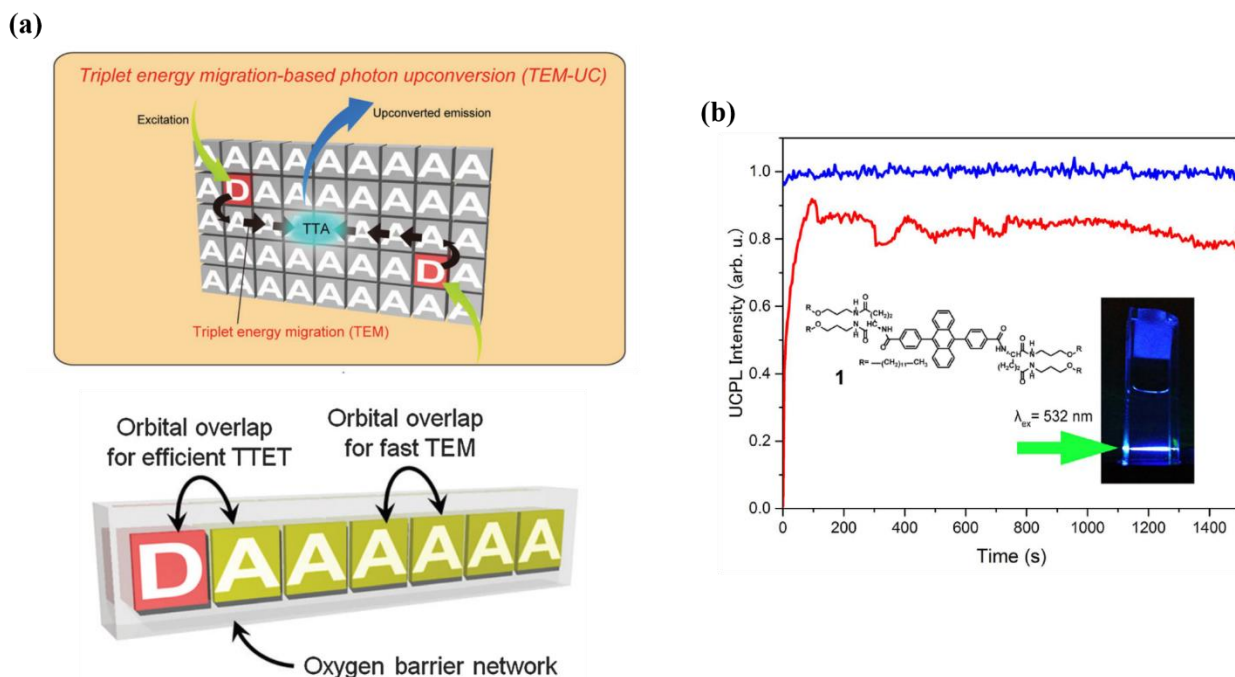 (a)
Triplet energy migration-based photon upconversion (TEM-UC)
Excitation
Upconverted emission
A A A A A A A A A
A D A A A A A A A
A A A TTA A A A A
A A A A A A A D A
A A A A A A A A A
Triplet energy migration (TEM)
Orbital overlap
for efficient TTET
Orbital overlap
for fast TEM
D A A A A A A
Oxygen barrier network
(b)
UCPL Intensity (arb. u.)
1.0
0.8
0.6
0.4
0.2
0.0
0 200 400 600 800 1000 1200 1400
Time (s)
1
R= —(CH₂)₁₁—CH₃
λex= 532 nm